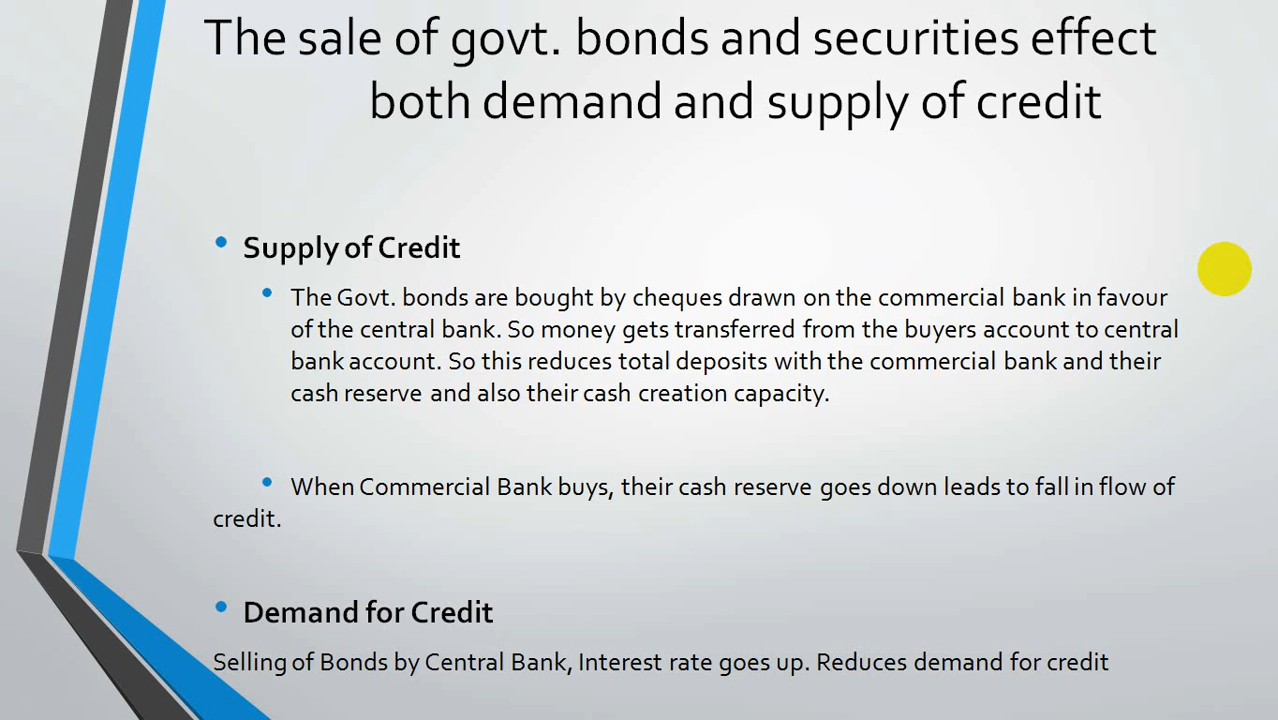 The sale of govt. bonds and securities effect
both demand and supply of credit
• Supply of Credit
• The Govt. bonds are bought by cheques drawn on the commercial bank in favour
of the central bank. So money gets transferred from the buyers account to central
bank account. So this reduces total deposits with the commercial bank and their
cash reserve and also their cash creation capacity.
• When Commercial Bank buys, their cash reserve goes down leads to fall in flow of
credit.
• Demand for Credit
Selling of Bonds by Central Bank, Interest rate goes up. Reduces demand for credit